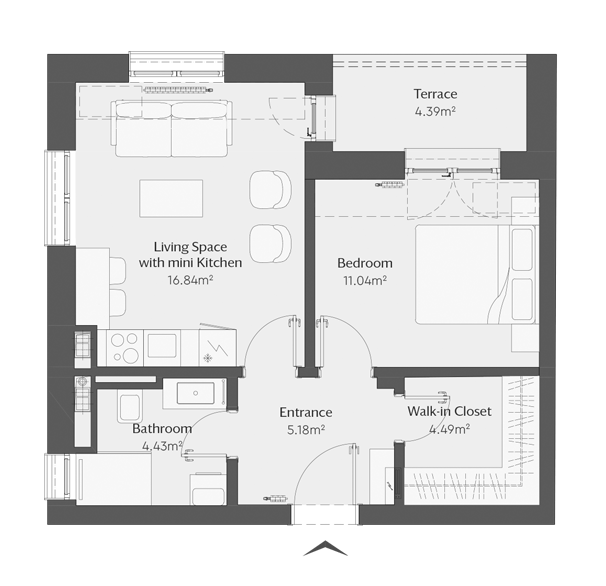 Terrace
4.39m²
Living Space
with mini Kitchen
16.84m²
Bedroom
11.04m²
Entrance
5.18m²
Walk-in Closet
4.49m²
Bathroom
4.43m²